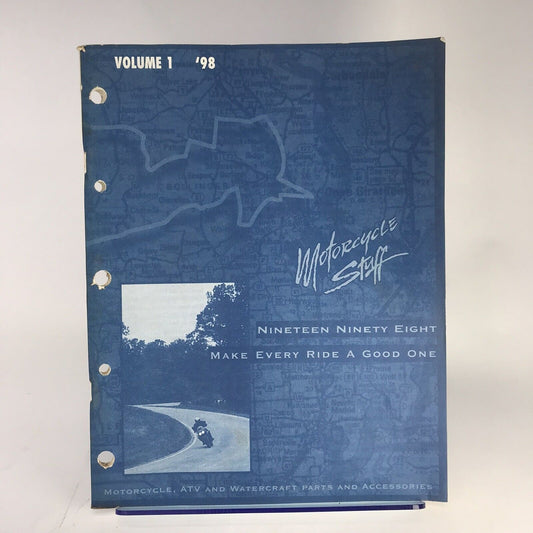 VOLUME 1 '98
Motorcycle
Stuff
NINETEEN NINETY EIGHT
MAKE EVERY RIDE A GOOD ONE
MOTORCYCLE, ATV AND WATERCRAFT PARTS AND ACCESSORIES